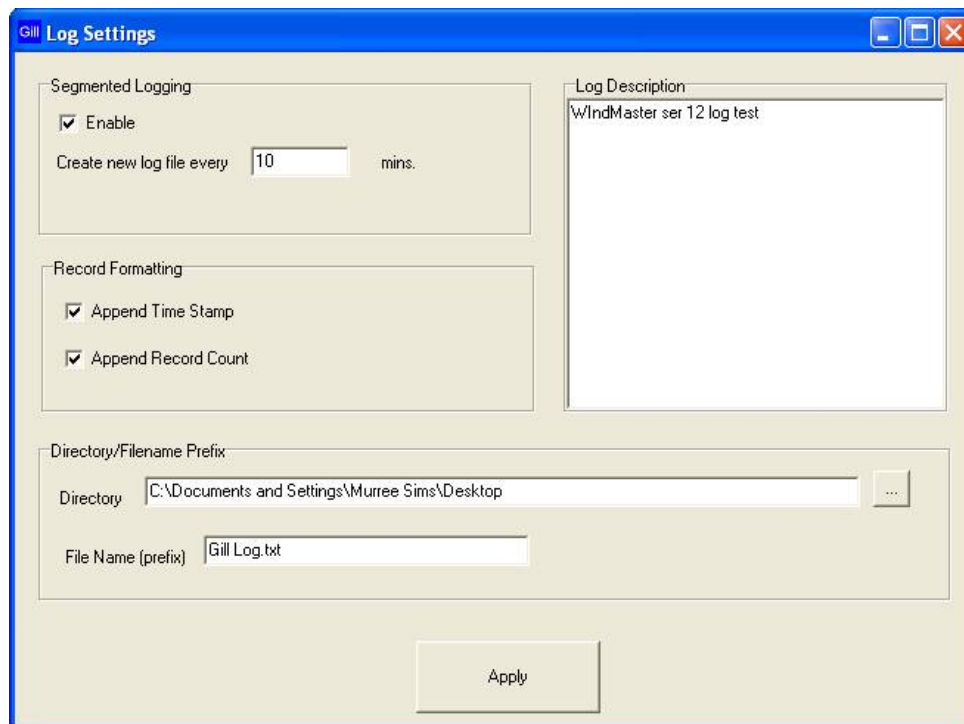 Gill Log Settings
Segmented Logging
Enable
Create new log file every 10 mins.
Record Formatting
Append Time Stamp
Append Record Count
Log Description
WIndMaster ser 12 log test
Directory/Filename Prefix
Directory C:\Documents and Settings\Murree Sims\Desktop ...
File Name (prefix) Gill Log.txt
Apply